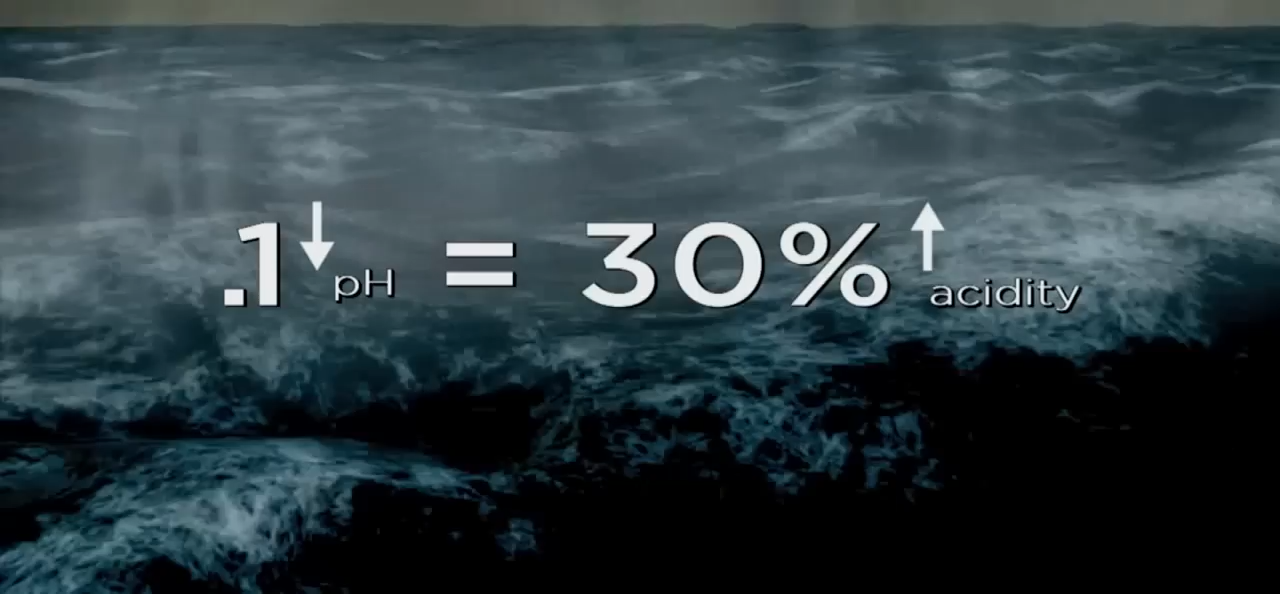 .1↓ pH = 30%↑ acidity